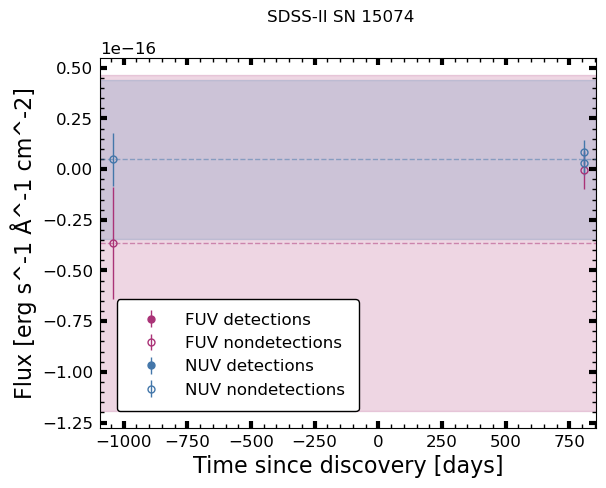 SDSS-II SN 15074
1e−16
0.50
0.25
0.00
−0.25
−0.50
−0.75
−1.00
−1.25
Flux [erg s^-1 Å^-1 cm^-2]
FUV detections
FUV nondetections
NUV detections
NUV nondetections
−1000 −750 −500 −250 0 250 500 750
Time since discovery [days]